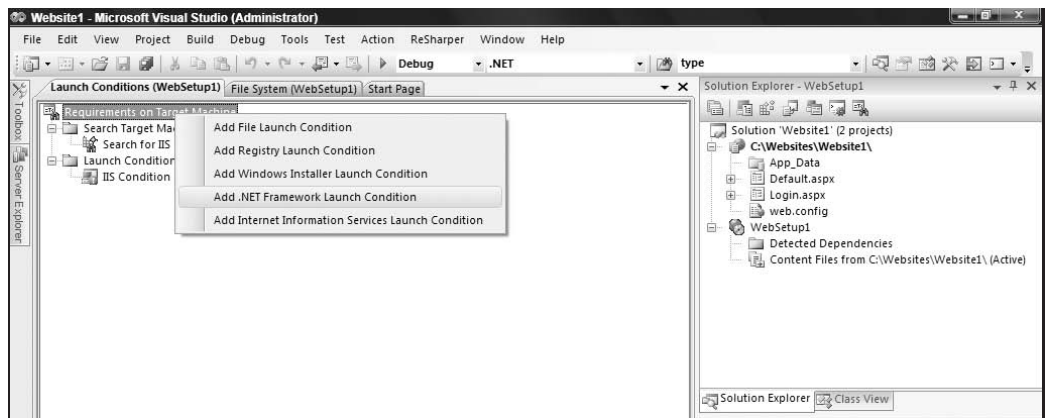 Website1 - Microsoft Visual Studio (Administrator)
File Edit View Project Build Debug Tools Test Action ReSharper Window Help
Debug .NET type
Launch Conditions (WebSetup1) File System (WebSetup1) Start Page
Toolbox
Server Explorer
Requirements on Target Machine
Search Target Ma
Search for IIS
Launch Condition
IIS Condition
Add File Launch Condition
Add Registry Launch Condition
Add Windows Installer Launch Condition
Add .NET Framework Launch Condition
Add Internet Information Services Launch Condition
Solution Explorer - WebSetup1
Solution 'Website1' (2 projects)
C:\Websites\Website1\
App_Data
Default.aspx
Login.aspx
web.config
WebSetup1
Detected Dependencies
Content Files from C:\Websites\Website1\ (Active)
Solution Explorer Class View